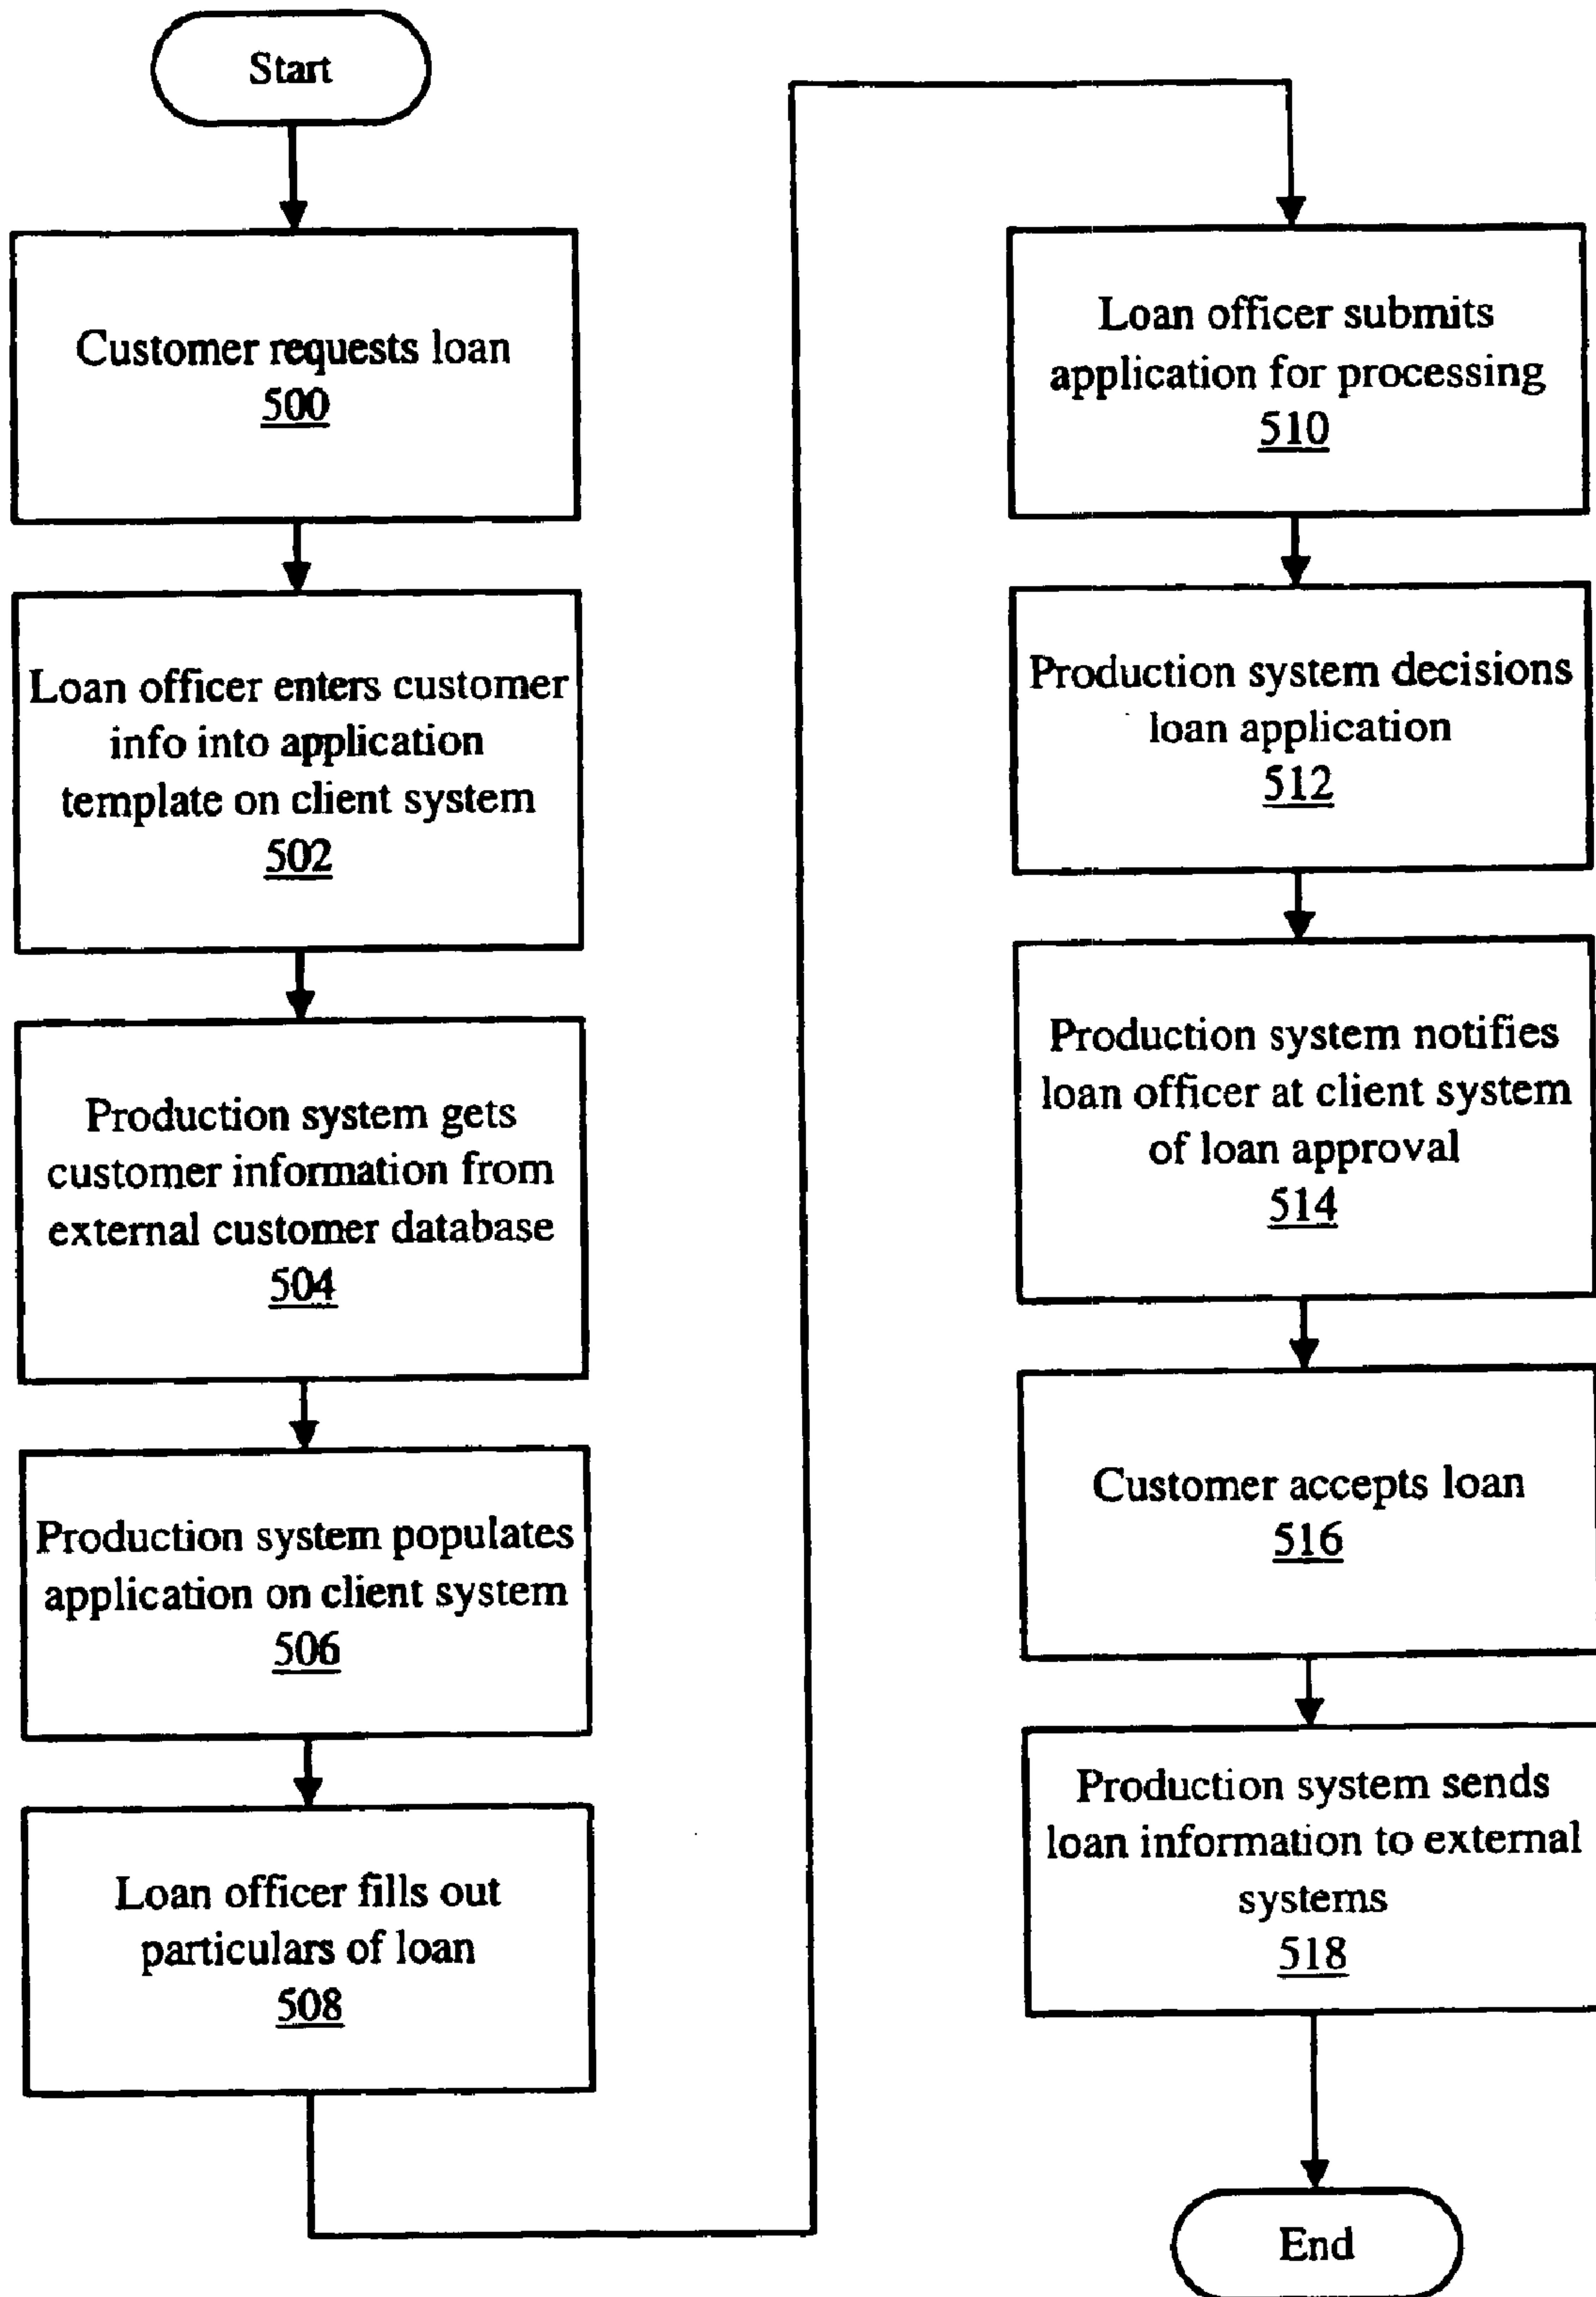 Start
Customer requests loan
500
Loan officer enters customer
info into application
template on client system
502
Production system gets
customer information from
external customer database
504
Production system populates
application on client system
506
Loan officer fills out
particulars of loan
508
Loan officer submits
application for processing
510
Production system decisions
loan application
512
Production system notifies
loan officer at client system
of loan approval
514
Customer accepts loan
516
Production system sends
loan information to external
systems
518
End